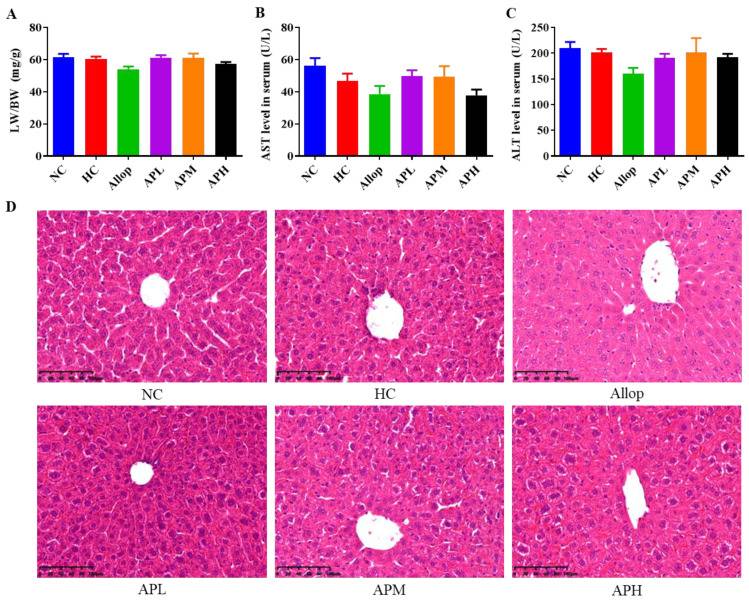 A
B
C
LW/BW (mg/g)
80
60
40
20
0
NC
HC
Allop
APL
APM
APH
AST level in serum (U/L)
80
60
40
20
0
NC
HC
Allop
APL
APM
APH
ALT level in serum (U/L)
250
200
150
100
50
0
NC
HC
Allop
APL
APM
APH
D
NC
HC
Allop
APL
APM
APH